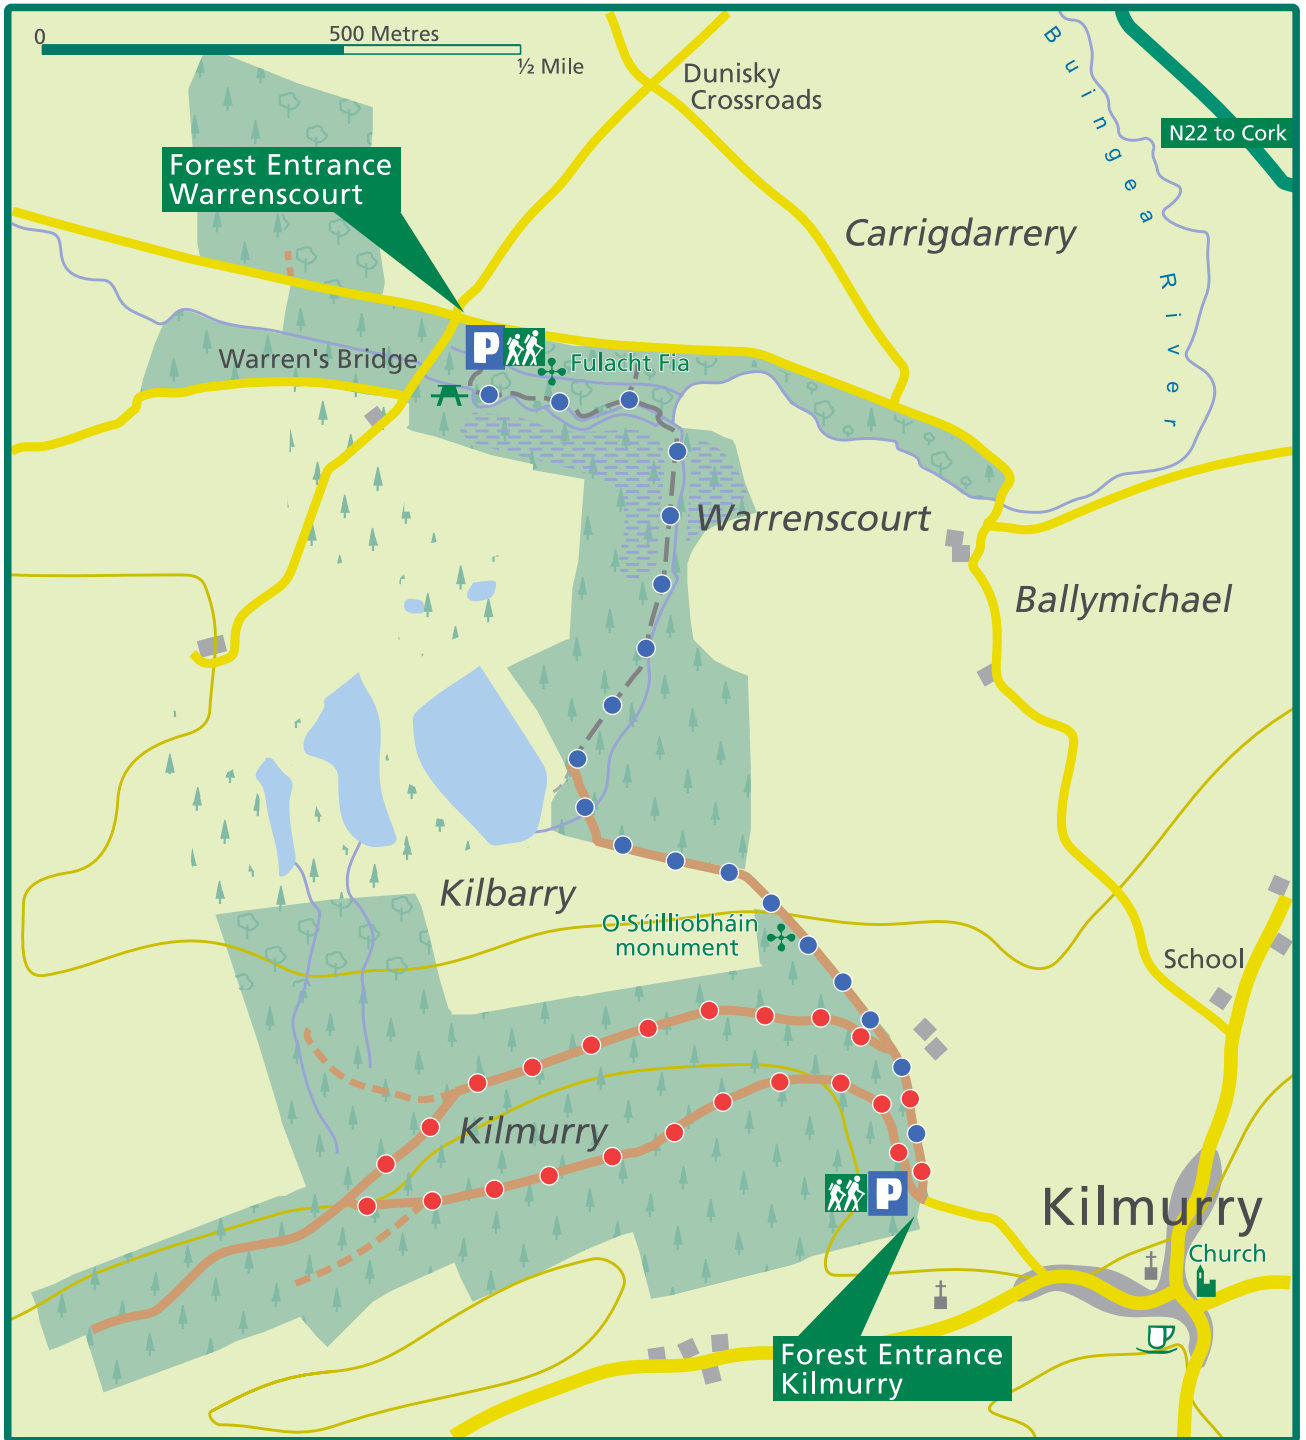 0
500 Metres
½ Mile
Dunisky
Crossroads
Buingea River
N22 to Cork
Forest Entrance
Warrenscourt
Carrigdarrery
Warren's Bridge
P
Fulacht Fia
Warrenscourt
Ballymichael
Kilbarry
O'Súilliobháin
monument
School
Kilmurry
P
Kilmurry
Church
Forest Entrance
Kilmurry